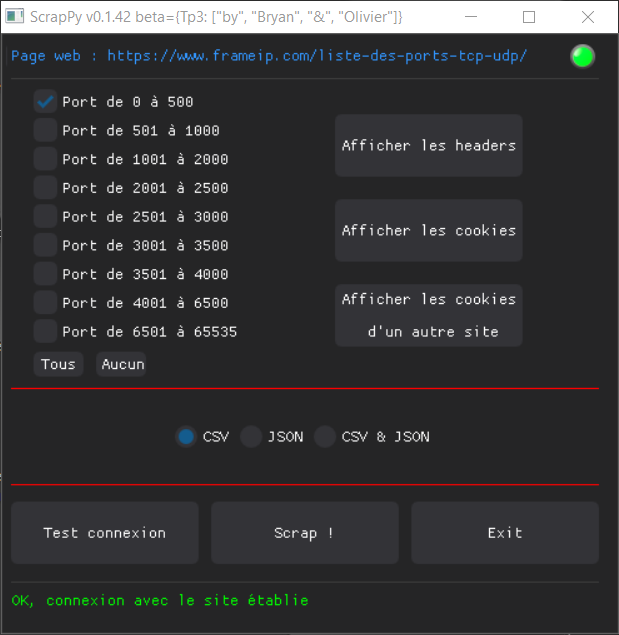 ScrapPy v0.1.42 beta={Tp3: ["by", "Bryan", "&", "Olivier"]}
Page web : https://www.frameip.com/liste-des-ports-tcp-udp/
Port de 0 à 500
Port de 501 à 1000
Port de 1001 à 2000
Port de 2001 à 2500
Port de 2501 à 3000
Port de 3001 à 3500
Port de 3501 à 4000
Port de 4001 à 6500
Port de 6501 à 65535
Tous Aucun
Afficher les headers
Afficher les cookies
Afficher les cookies
d'un autre site
CSV JSON CSV & JSON
Test connexion Scrap ! Exit
OK, connexion avec le site établie